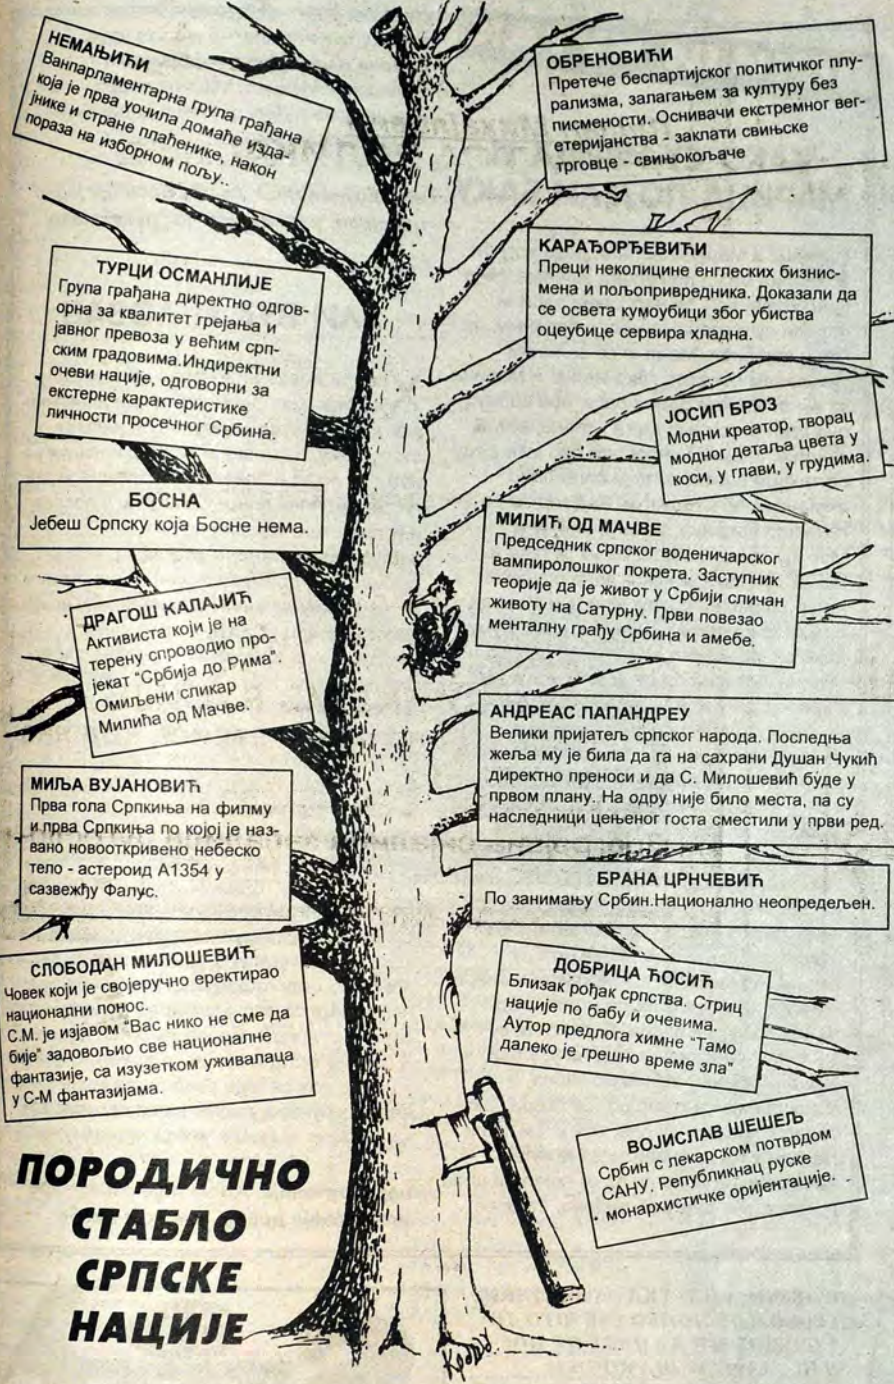 НЕМАЊИЋИ
Ванпарламентарна група грађана
која је прва уочила домаће изда-
јнике и стране плаћенике, након
пораза на изборном пољу..
ОБРЕНОВИЋИ
Претече беспартијског политичког плу-
рализма, залагањем за културу без
писмености. Оснивачи екстремног вег-
етеријанства - заклати свињске
трговце - свињокољаче
ТУРЦИ ОСМАНЛИЈЕ
Група грађана директно одгов-
орна за квалитет грејања и
јавног превоза у већим срп-
ским градовима.Индиректни
очеви нације, одговорни за
екстерне карактеристике
личности просечног Србина.
КАРАЂОРЂЕВИЋИ
Преци неколицине енглеских бизнис-
мена и пољопривредника. Доказали да
се освета кумоубици због убиства
оцеубице сервира хладна.
ЈОСИП БРОЗ
Модни креатор, творац
модног детаља цвета у
коси, у глави, у грудима.
БОСНА
Јебеш Српску која Босне нема.
МИЛИЋ ОД МАЧВЕ
Председник српског воденичарског
вампиролошког покрета. Заступник
теорије да је живот у Србији сличан
животу на Сатурну. Први повезао
менталну грађу Србина и амебе.
ДРАГОШ КАЛАЈИЋ
Активиста који је на
терену спроводио про-
јекат "Србија до Рима".
Омиљени сликар
Милића од Мачве.
АНДРЕАС ПАПАНДРЕУ
Велики пријатељ српског народа. Последња
жеља му је била да га на сахрани Душан Чукић
директно преноси и да С. Милошевић буде у
првом плану. На одру није било места, па су
наследници цењеног госта сместили у први ред.
МИЉА ВУЈАНОВИЋ
Прва гола Српкиња на филму
и прва Српкиња по којој је наз-
вано новооткривено небеско
тело - астероид А1354 у
сазвежђу Фалус.
БРАНА ЦРНЧЕВИЋ
По занимању Србин.Национално неопредељен.
СЛОБОДАН МИЛОШЕВИЋ
Човек који је својеручно еректирао
национални понос.
С.М. је изјавом "Вас нико не сме да
бије" задовољио све националне
фантазије, са изузетком уживалаца
у С-М фантазијама.
ДОБРИЦА ЋОСИЋ
Близак рођак српства. Стриц
нације по бабу и очевима.
Аутор предлога химне "Тамо
далеко је грешно време зла"
ВОЈИСЛАВ ШЕШЕЉ
Србин с лекарском потврдом
САНУ. Републикнац руске
монархистичке оријентације.
ПОРОДИЧНО
СТАБЛО
СРПСКЕ
НАЦИЈЕ